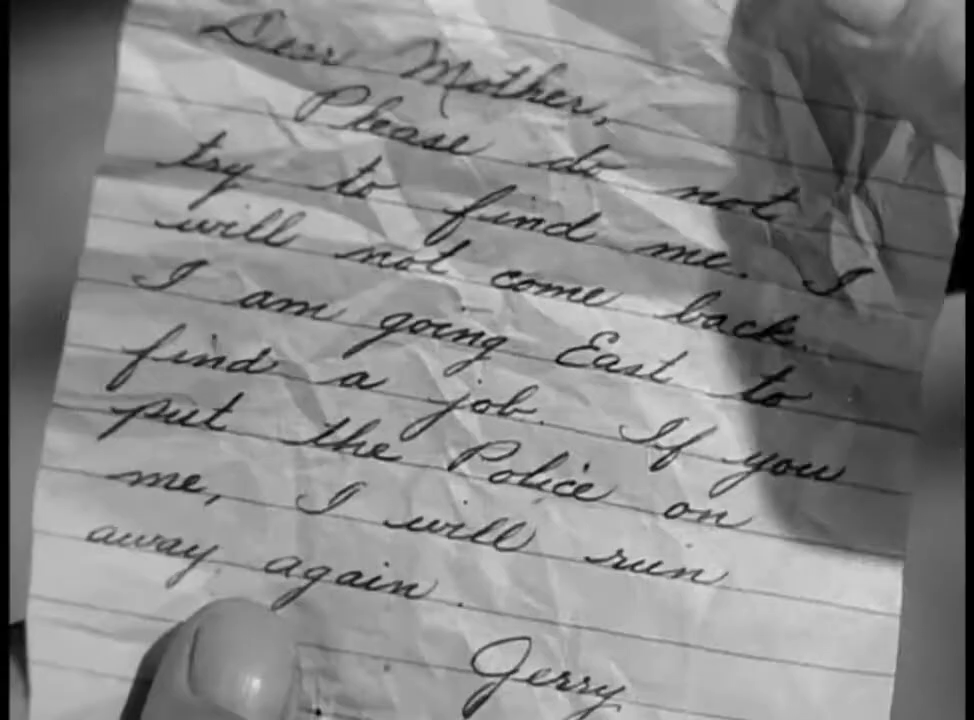 Dear Mother,
Please do not
try to find me. I
will not come back.
I am going East to
find a job. If you
put the Police on
me, I will run
away again.
Jerry